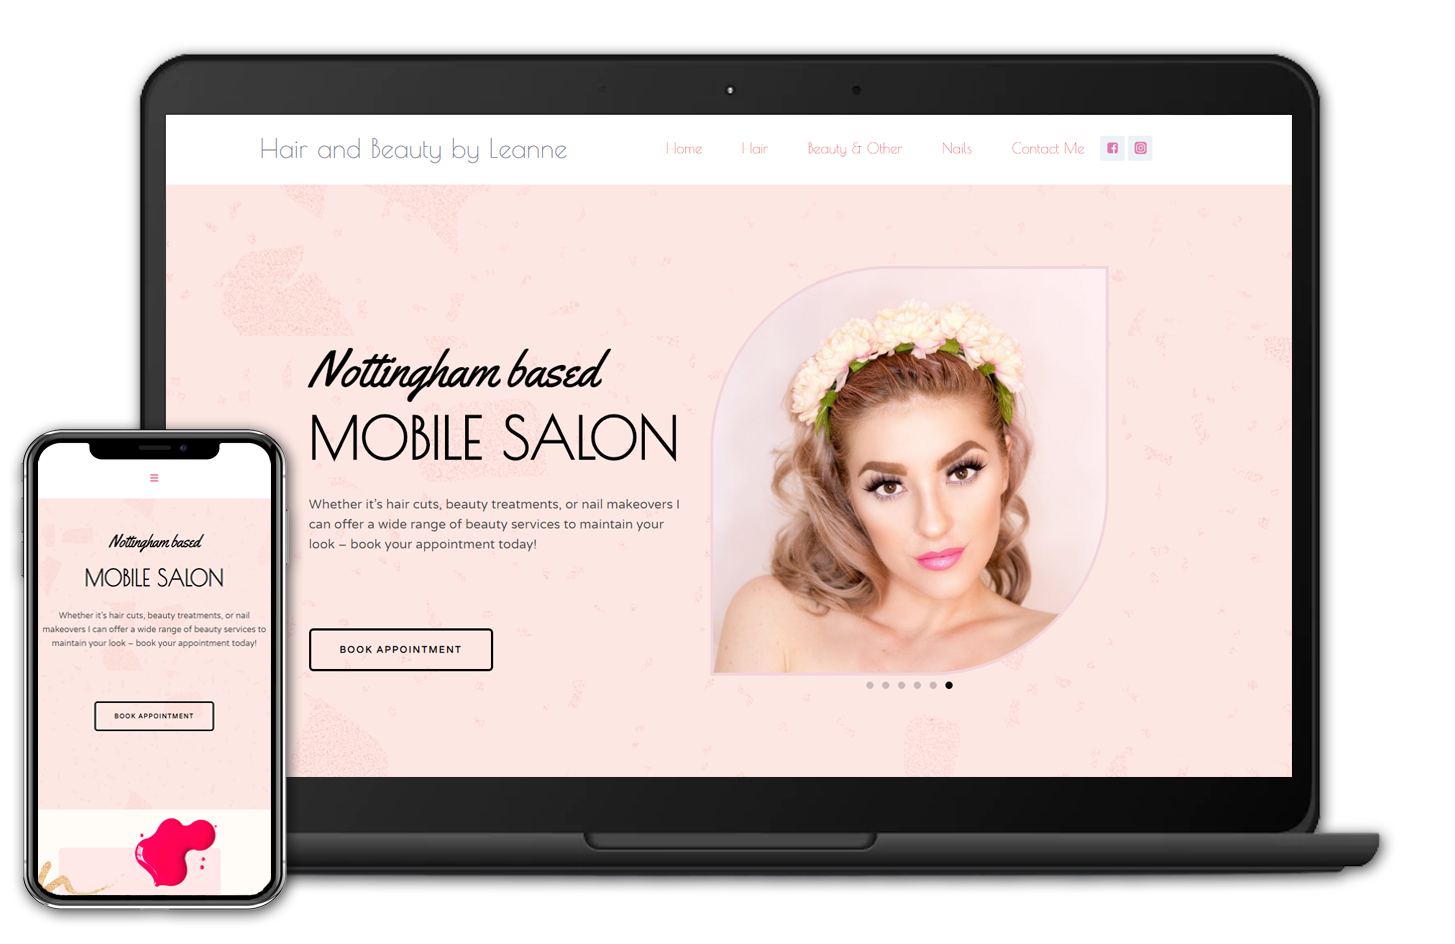 Hair and Beauty by Leanne
Home Hair Beauty & Other Nails Contact Me
Nottingham based
MOBILE SALON
Whether it's hair cuts, beauty treatments, or nail makeovers I
can offer a wide range of beauty services to maintain your
look – book your appointment today!
BOOK APPOINTMENT
Nottingham based
MOBILE SALON
Whether it's hair cuts, beauty treatments, or nail
makeovers I can offer a wide range of beauty services to
maintain your look – book your appointment today!
BOOK APPOINTMENT